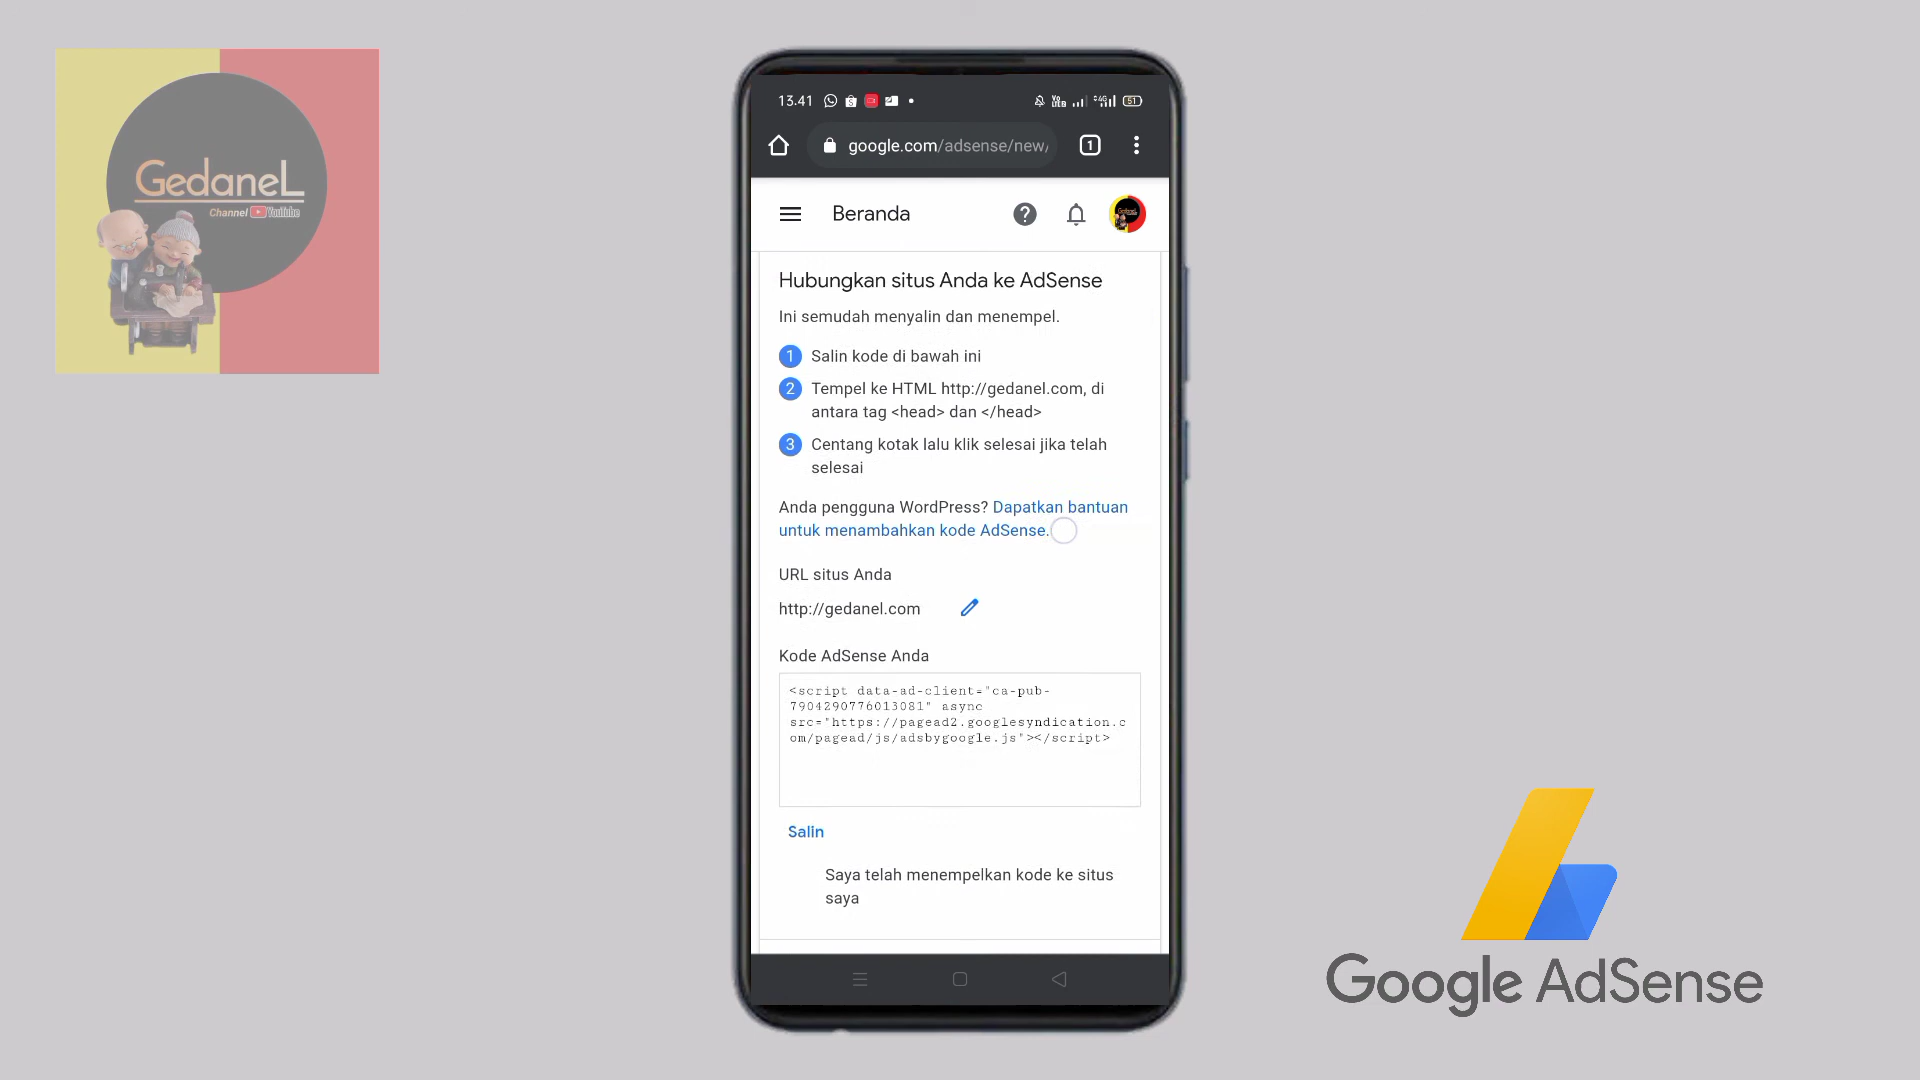 GedaneL
Channel YouTube
13.41
51
google.com/adsense/new/
1
Beranda
Hubungkan situs Anda ke AdSense
Ini semudah menyalin dan menempel.
1 Salin kode di bawah ini
2 Tempel ke HTML http://gedanel.com, di
antara tag <head> dan </head>
3 Centang kotak lalu klik selesai jika telah
selesai
Anda pengguna WordPress? Dapatkan bantuan
untuk menambahkan kode AdSense.
URL situs Anda
http://gedanel.com
Kode AdSense Anda
<script data-ad-client="ca-pub-
7904290776013081" async
src="https://pagead2.googlesyndication.c
om/pagead/js/adsbygoogle.js"></script>
Salin
Saya telah menempelkan kode ke situs
saya
Google AdSense